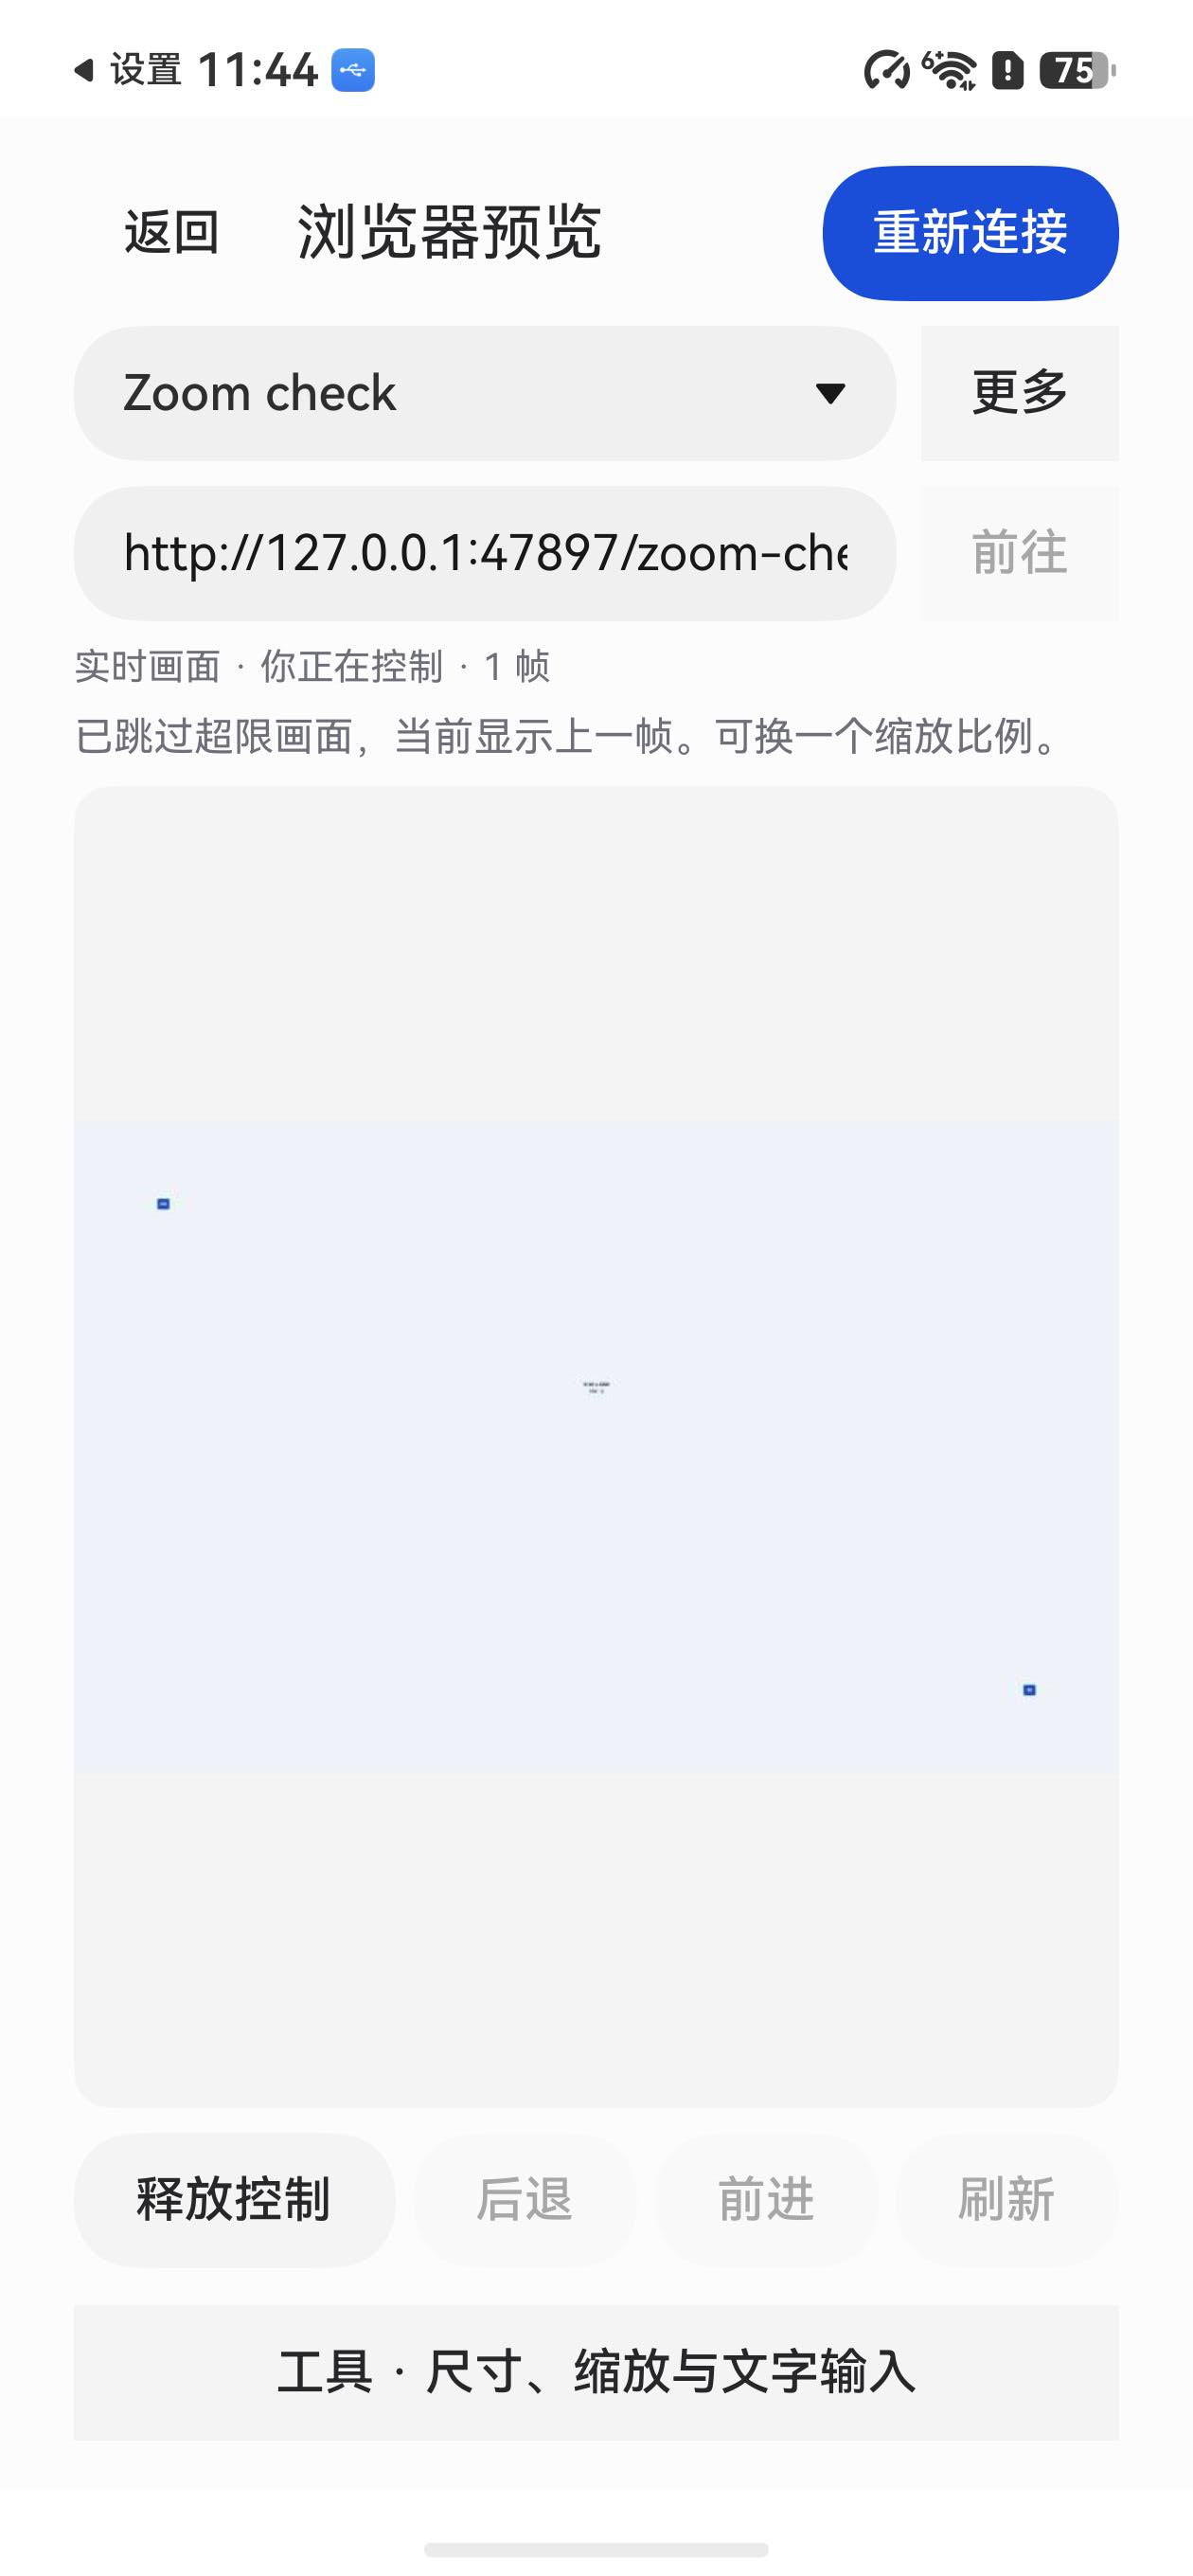 设置 11:44
6+ 75
返回 浏览器预览 重新连接
Zoom check 更多
http://127.0.0.1:47897/zoom-che 前往
实时画面 · 你正在控制 · 1 帧
已跳过超限画面，当前显示上一帧。可换一个缩放比例。
释放控制 后退 前进 刷新
工具 · 尺寸、缩放与文字输入